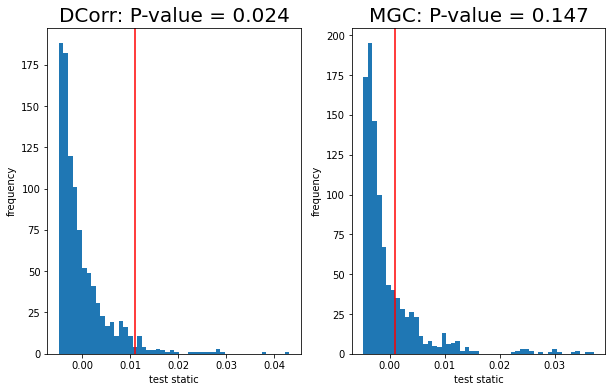 DCorr: P-value = 0.024
frequency
175
150
125
100
75
50
25
0
0.00 0.01 0.02 0.03 0.04
test static
MGC: P-value = 0.147
frequency
200
175
150
125
100
75
50
25
0
0.00 0.01 0.02 0.03
test static